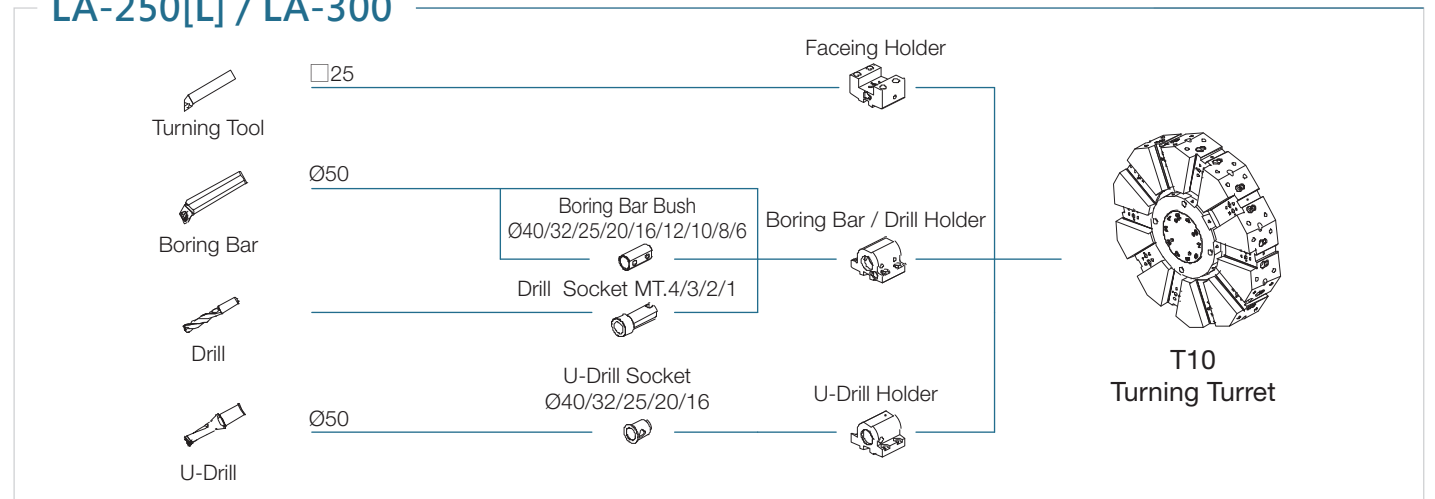 LA-250[L] / LA-300
Faceing Holder
□25
Turning Tool
Ø50
Boring Bar Bush
Ø40/32/25/20/16/12/10/8/6
Boring Bar / Drill Holder
Boring Bar
Drill Socket MT.4/3/2/1
Drill
U-Drill Socket
Ø40/32/25/20/16
U-Drill Holder
Ø50
U-Drill
T10
Turning Turret